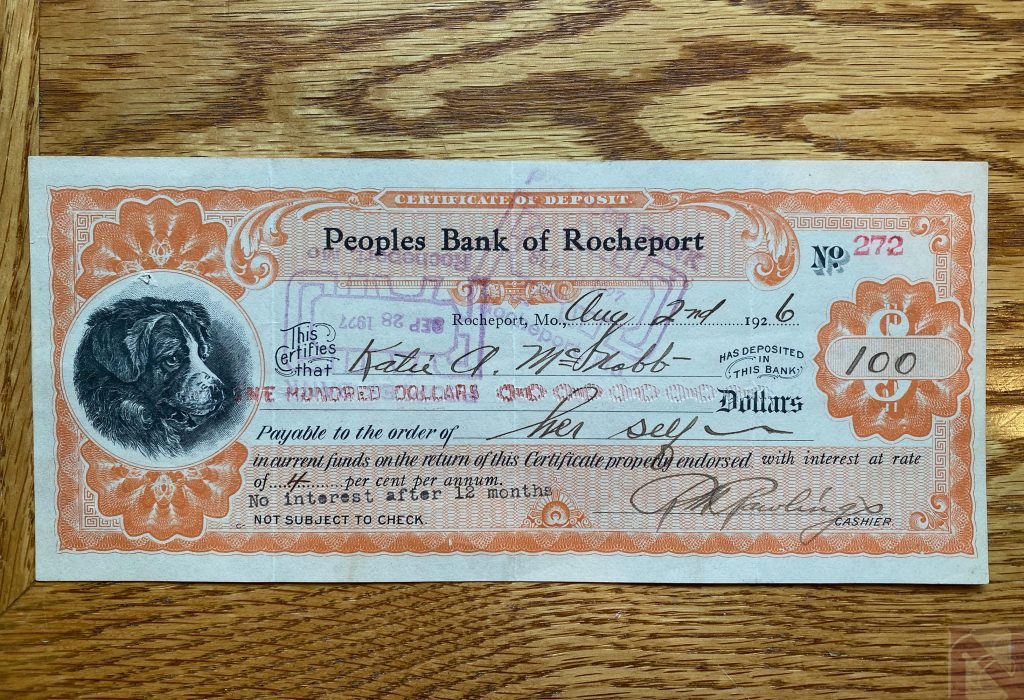 CERTIFICATE OF DEPOSIT
Peoples Bank of Rocheport
No. 272
Rocheport, Mo., Aug 2nd 1926
This Certifies that Katie A. HAS DEPOSITED IN THIS BANK
ONE HUNDRED DOLLARS Dollars
100
Payable to the order of her self
in current funds on the return of this Certificate properly endorsed with interest at rate
of 4 per cent per annum.
No interest after 12 months
NOT SUBJECT TO CHECK.
Rawlings
CASHIER
SEP 28 1927